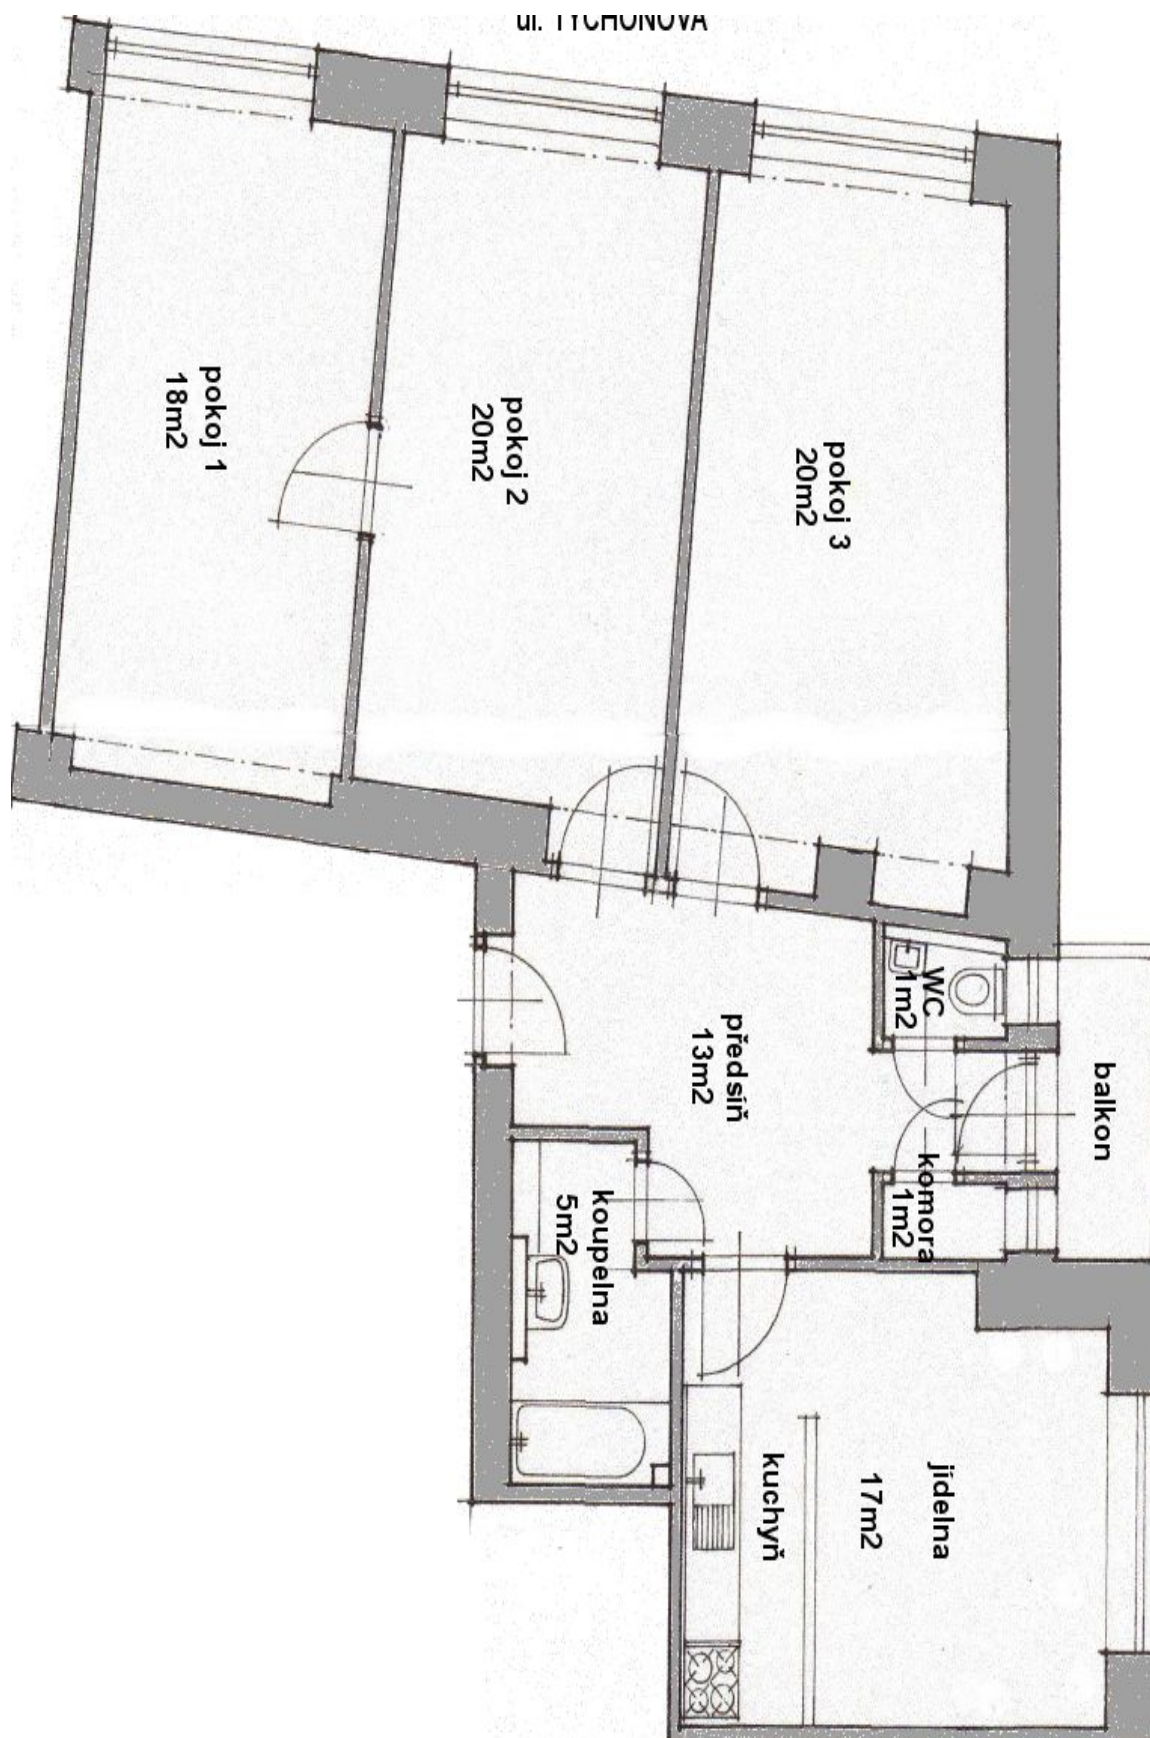 ul. TYCHONOVA
pokoj 1
18m2
pokoj 2
20m2
pokoj 3
20m2
WC
1m2
předsíň
13m2
balkon
komora
1m2
koupelna
5m2
kuchyň
17m2
jídelna